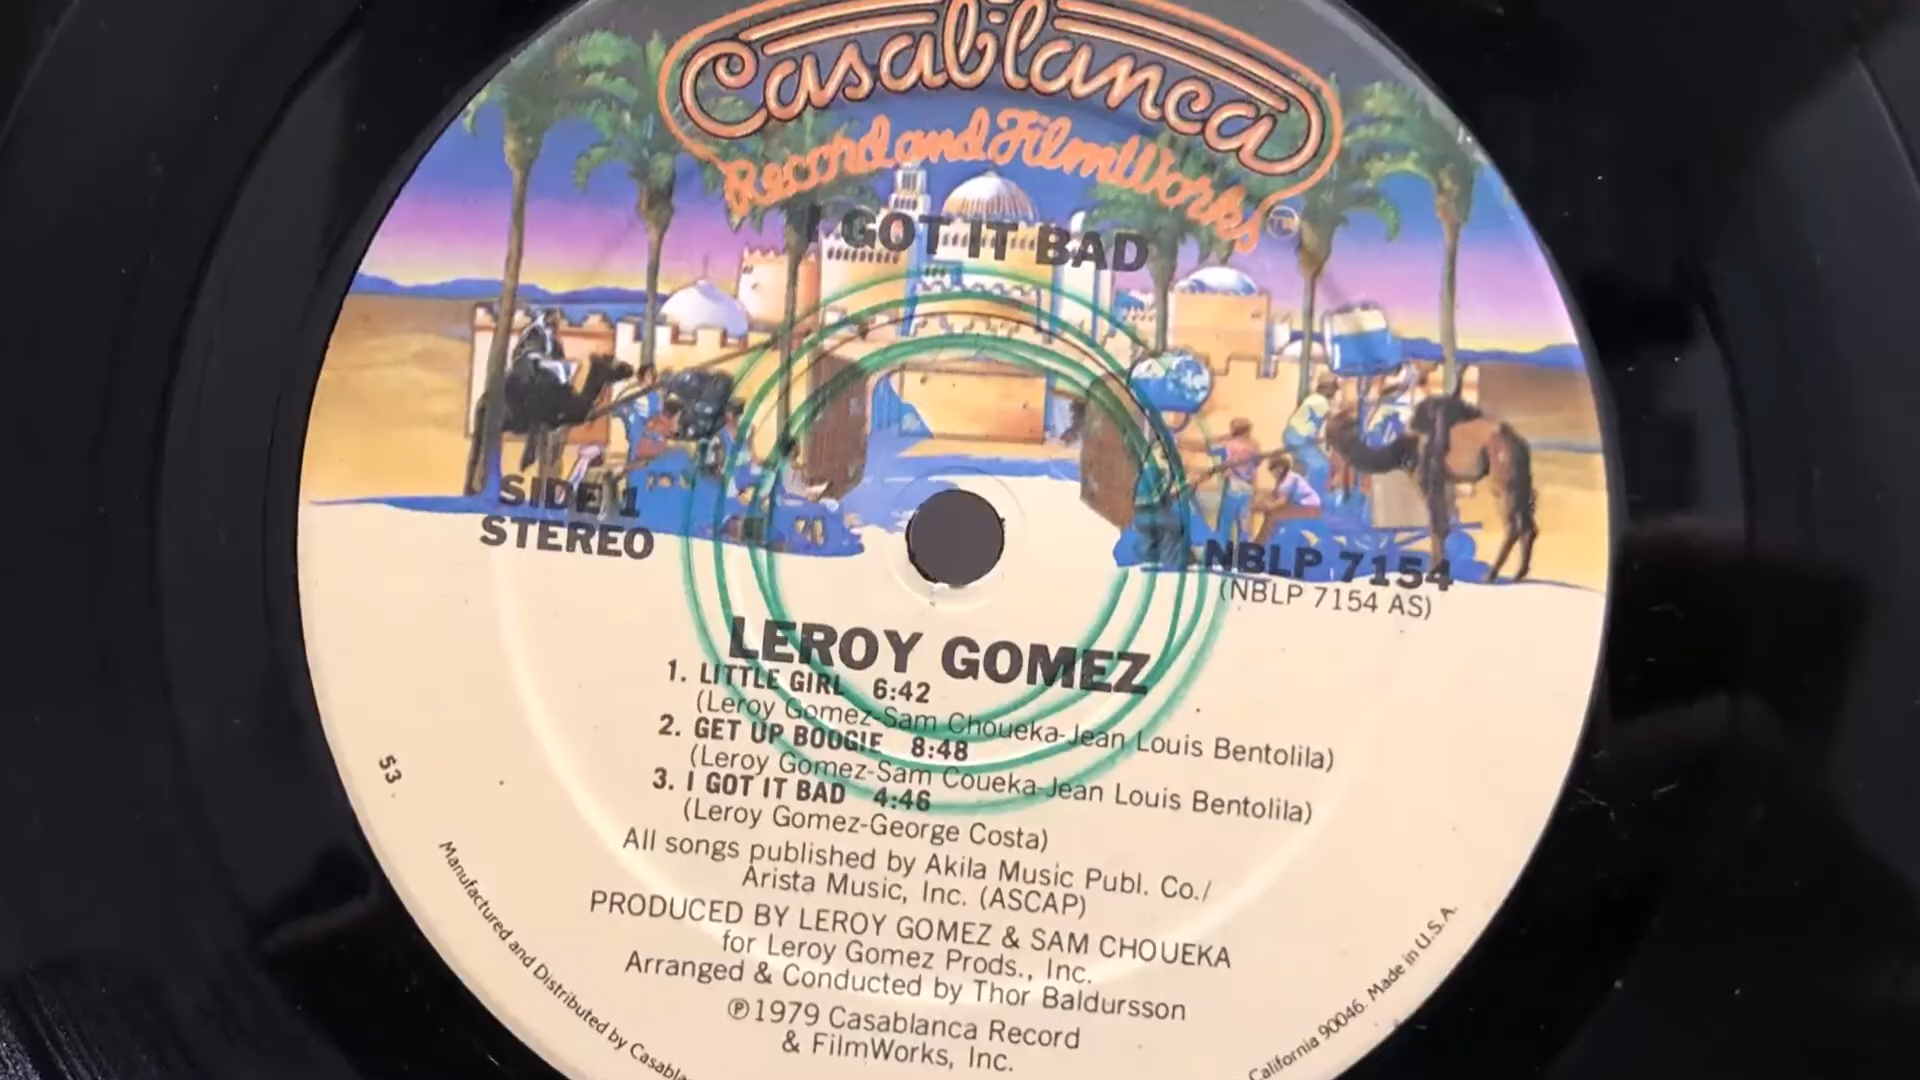 Casablanca
Record and FilmWorks
TM
I GOT IT BAD
SIDE 1
STEREO
NBLP 7154
(NBLP 7154 AS)
LEROY GOMEZ
1. LITTLE GIRL 6:42
(Leroy Gomez-Sam Choueka-Jean Louis Bentolila)
2. GET UP BOOGIE 8:48
(Leroy Gomez-Sam Coueka-Jean Louis Bentolila)
3. I GOT IT BAD 4:46
(Leroy Gomez-George Costa)
All songs published by Akila Music Publ. Co./
Arista Music, Inc. (ASCAP)
PRODUCED BY LEROY GOMEZ & SAM CHOUEKA
for Leroy Gomez Prods., Inc.
Arranged & Conducted by Thor Baldursson
℗1979 Casablanca Record
& FilmWorks, Inc.
53
Manufactured and Distributed by Casabla
California 90046. Made in U.S.A.